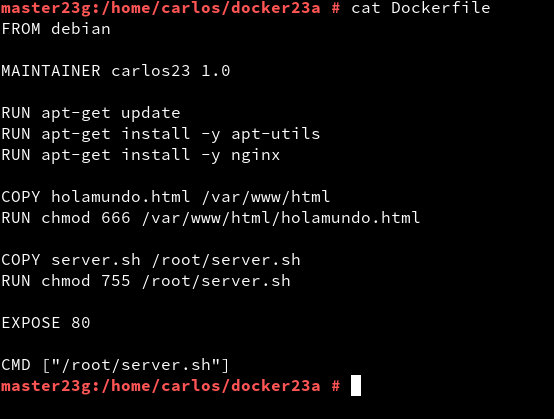 master23g:/home/carlos/docker23a # cat Dockerfile
FROM debian
MAINTAINER carlos23 1.0
RUN apt-get update
RUN apt-get install -y apt-utils
RUN apt-get install -y nginx
COPY holamundo.html /var/www/html
RUN chmod 666 /var/www/html/holamundo.html
COPY server.sh /root/server.sh
RUN chmod 755 /root/server.sh
EXPOSE 80
CMD ["/root/server.sh"]
master23g:/home/carlos/docker23a #